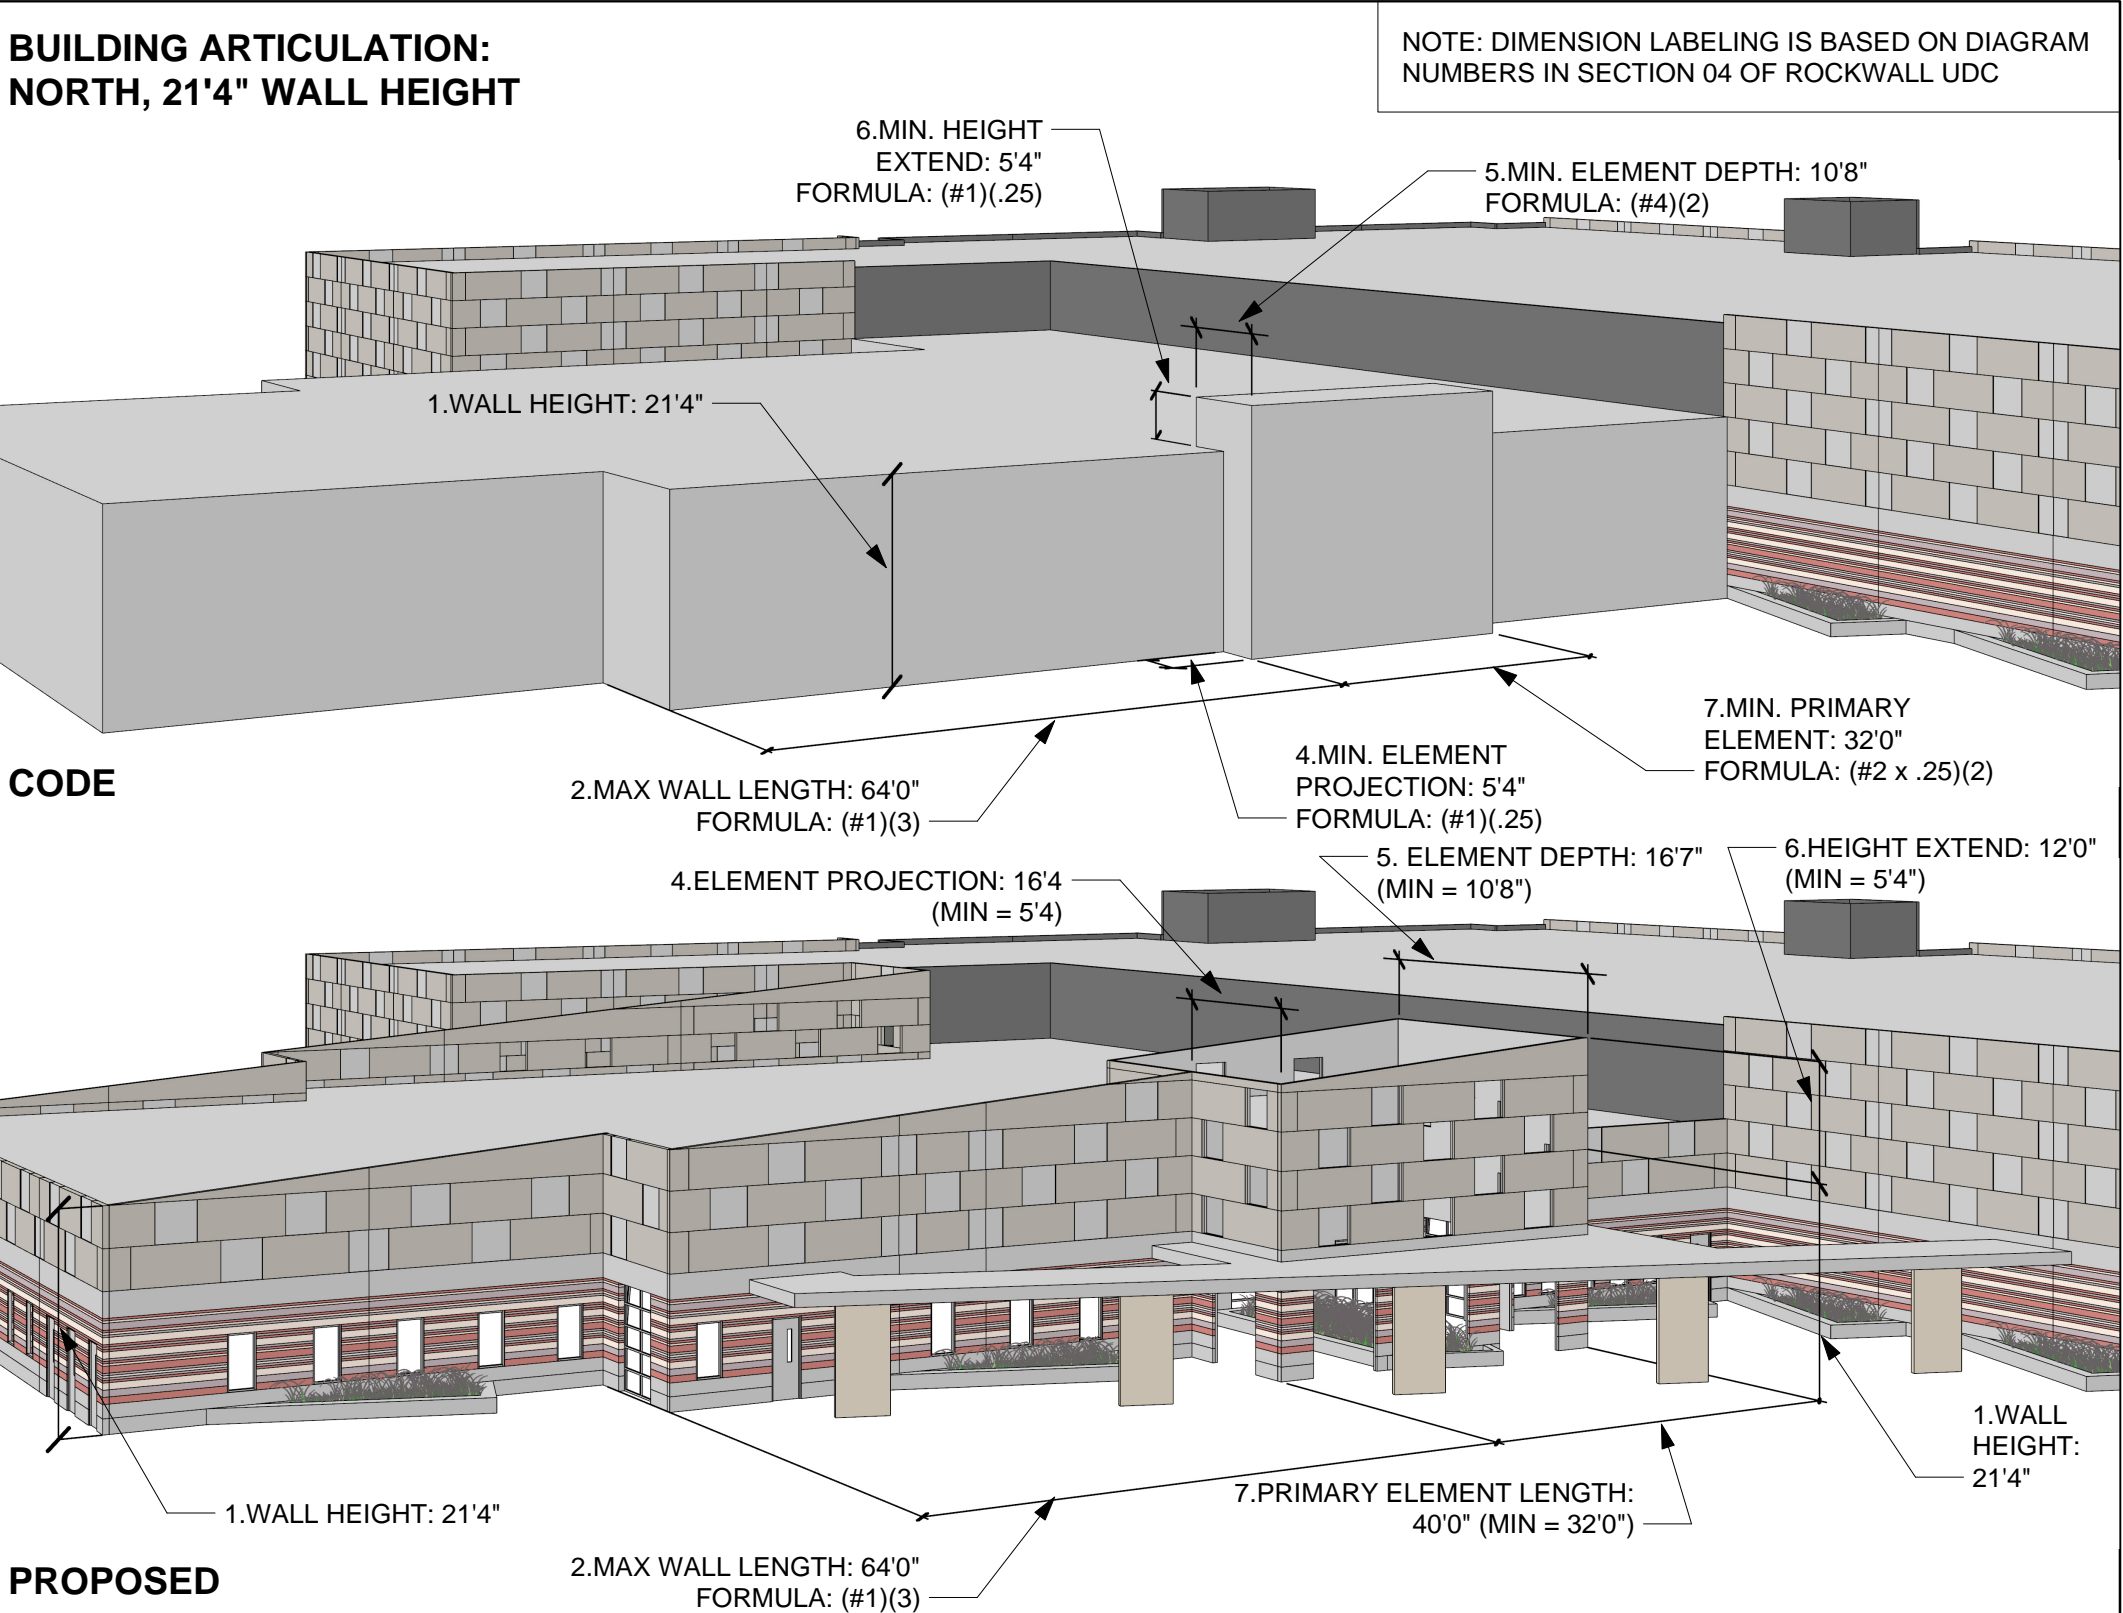 BUILDING ARTICULATION:
NORTH, 21'4" WALL HEIGHT
NOTE: DIMENSION LABELING IS BASED ON DIAGRAM
NUMBERS IN SECTION 04 OF ROCKWALL UDC
6.MIN. HEIGHT
EXTEND: 5'4"
FORMULA: (#1)(.25)
5.MIN. ELEMENT DEPTH: 10'8"
FORMULA: (#4)(2)
1.WALL HEIGHT: 21'4"
7.MIN. PRIMARY
ELEMENT: 32'0"
FORMULA: (#2 x .25)(2)
4.MIN. ELEMENT
PROJECTION: 5'4"
FORMULA: (#1)(.25)
2.MAX WALL LENGTH: 64'0"
FORMULA: (#1)(3)
CODE
4.ELEMENT PROJECTION: 16'4
(MIN = 5'4)
5. ELEMENT DEPTH: 16'7"
(MIN = 10'8")
6.HEIGHT EXTEND: 12'0"
(MIN = 5'4")
1.WALL
HEIGHT:
21'4"
7.PRIMARY ELEMENT LENGTH:
40'0" (MIN = 32'0")
1.WALL HEIGHT: 21'4"
2.MAX WALL LENGTH: 64'0"
FORMULA: (#1)(3)
PROPOSED